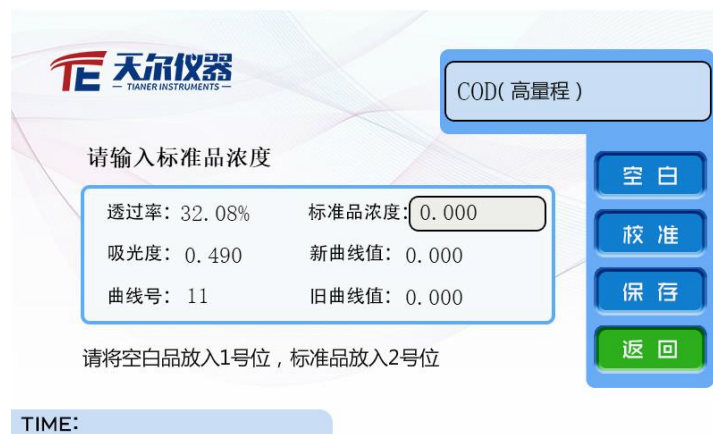 天尔仪器
TIANER INSTRUMENTS
COD(高量程)
请输入标准品浓度
透过率：32.08% 标准品浓度：0.000
吸光度：0.490 新曲线值：0.000
曲线号：11 旧曲线值：0.000
空白
校准
保存
返回
请将空白品放入1号位，标准品放入2号位
TIME: